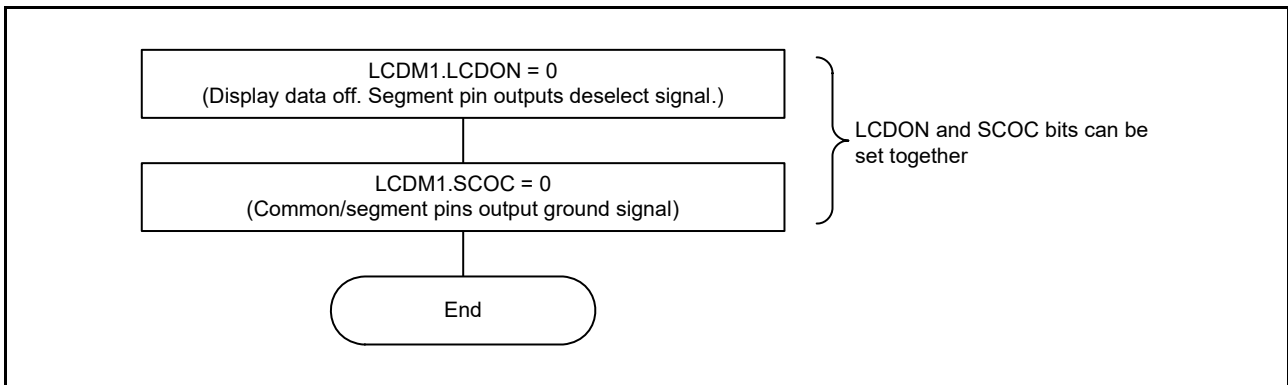 LCDM1.LCDON = 0
(Display data off. Segment pin outputs deselect signal.)
LCDON and SCOC bits can be
set together
LCDM1.SCOC = 0
(Common/segment pins output ground signal)
End